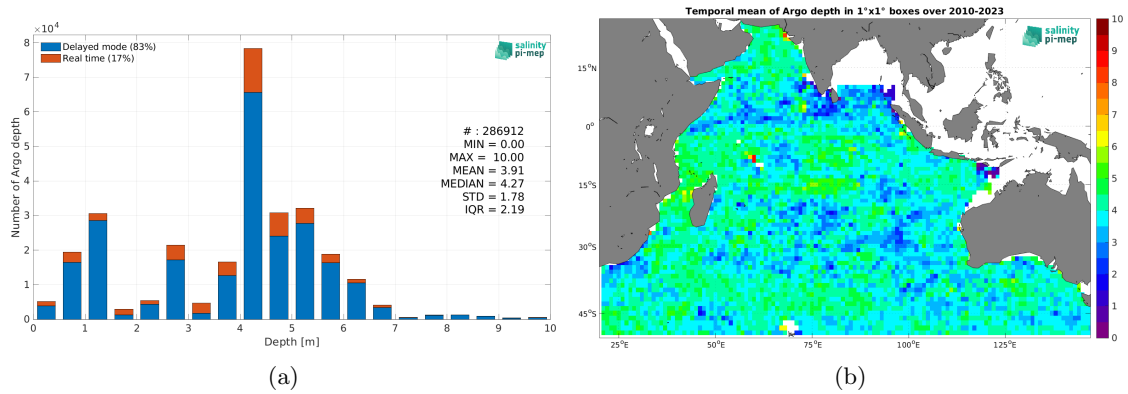 ×10⁴
8
7
6
5
4
3
2
1
0
Number of Argo depth
Delayed mode (83%)
Real time (17%)
salinity
pi-mep
# : 286912
MIN = 0.00
MAX = 10.00
MEAN = 3.91
MEDIAN = 4.27
STD = 1.78
IQR = 2.19
0 1 2 3 4 5 6 7 8 9 10
Depth [m]
(a)
Temporal mean of Argo depth in 1°x1° boxes over 2010-2023
salinity
pi-mep
15°N
0°
15°S
30°S
45°S
25°E 50°E 75°E 100°E 125°E
10
9
8
7
6
5
4
3
2
1
0
(b)